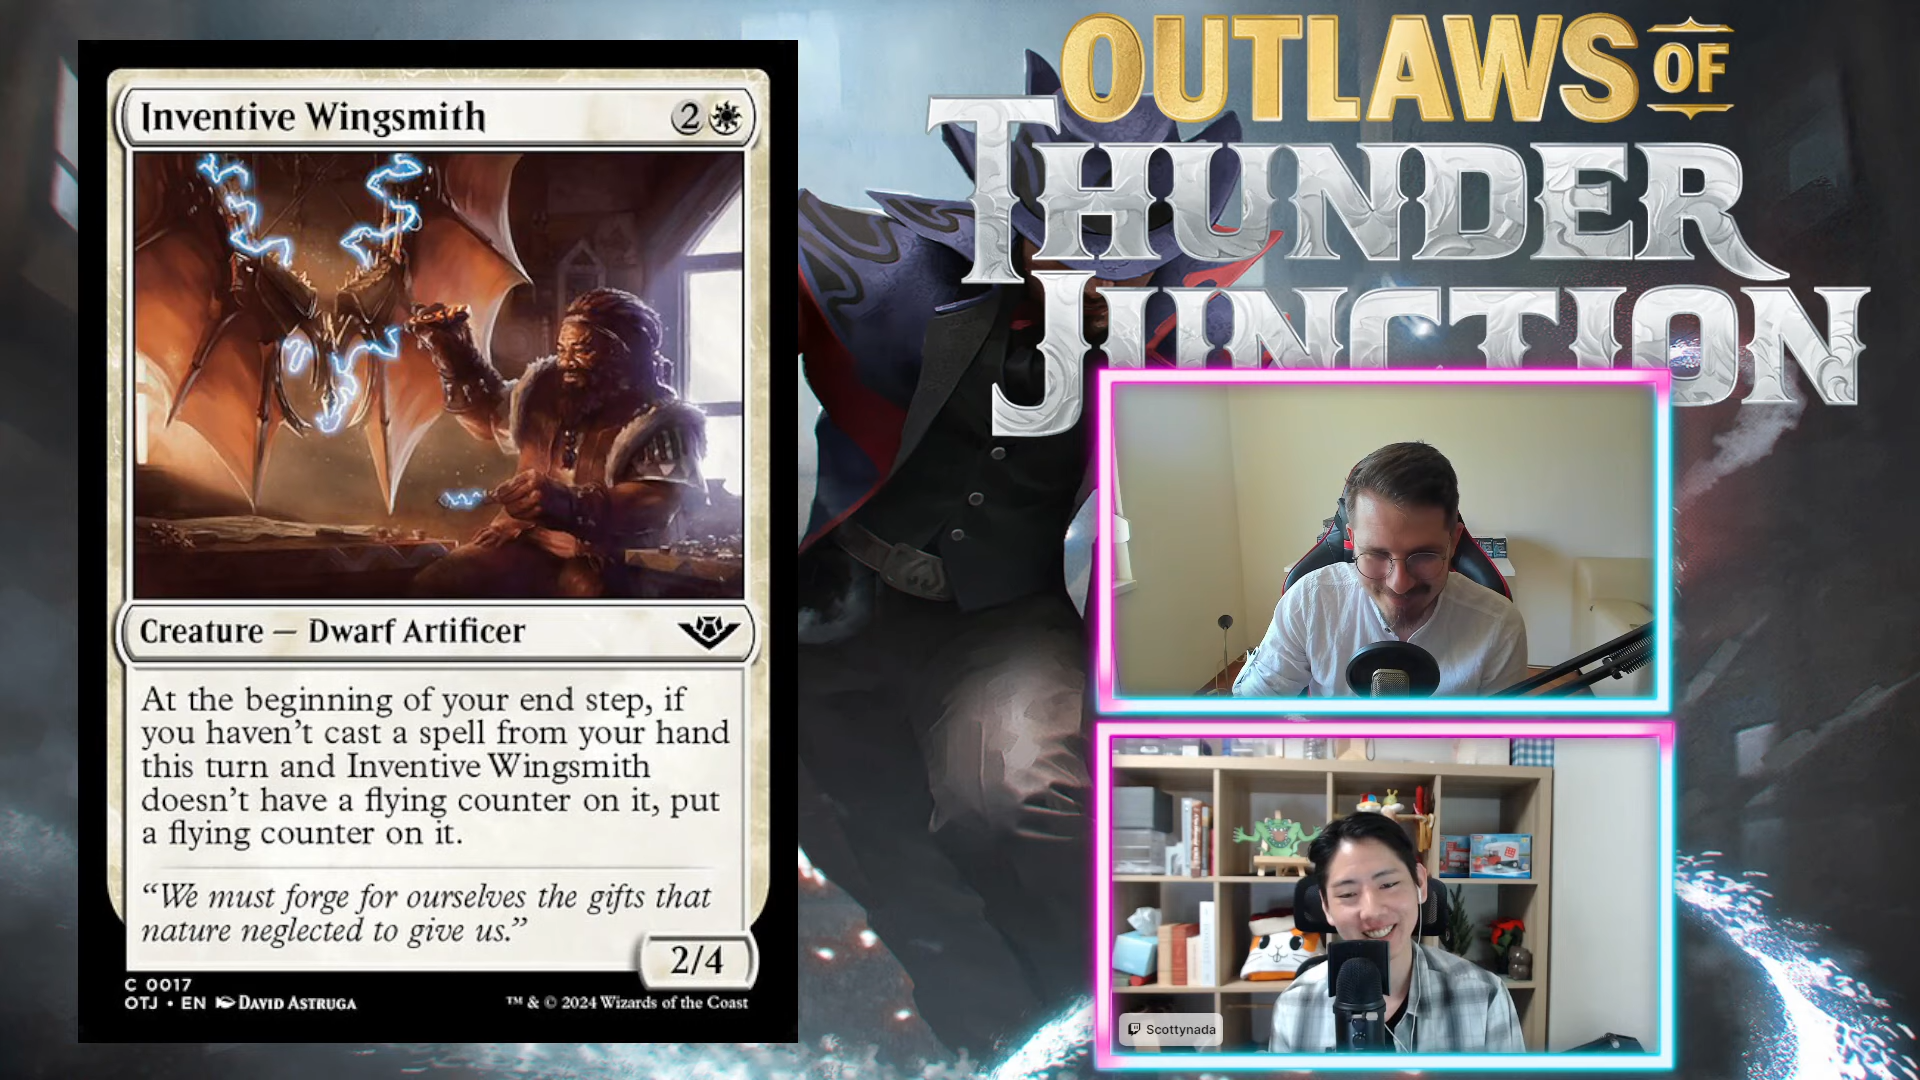 Inventive Wingsmith 2
Creature — Dwarf Artificer
At the beginning of your end step, if
you haven't cast a spell from your hand
this turn and Inventive Wingsmith
doesn't have a flying counter on it, put
a flying counter on it.
“We must forge for ourselves the gifts that
nature neglected to give us.”
2/4
C 0017
OTJ • EN DAVID ASTRUGA
™ & © 2024 Wizards of the Coast
OUTLAWS OF
THUNDER
JUNCTION
Scottynada